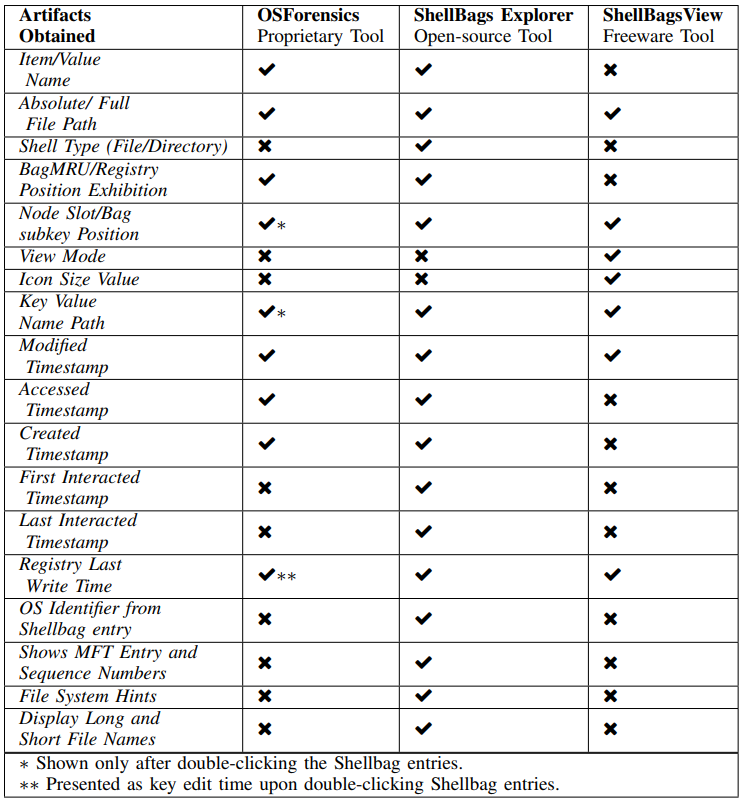 Artifacts Obtained OSForensics Proprietary Tool ShellBags Explorer Open-source Tool ShellBagsView Freeware Tool
Item/Value Name ✔ ✔ ✖
Absolute/ Full File Path ✔ ✔ ✔
Shell Type (File/Directory) ✖ ✔ ✖
BagMRU/Registry Position Exhibition ✔ ✔ ✖
Node Slot/Bag subkey Position ✔* ✔ ✔
View Mode ✖ ✖ ✔
Icon Size Value ✖ ✖ ✔
Key Value Name Path ✔* ✔ ✔
Modified Timestamp ✔ ✔ ✔
Accessed Timestamp ✔ ✔ ✖
Created Timestamp ✔ ✔ ✖
First Interacted Timestamp ✖ ✔ ✖
Last Interacted Timestamp ✖ ✔ ✖
Registry Last Write Time ✔** ✔ ✔
OS Identifier from Shellbag entry ✖ ✔ ✖
Shows MFT Entry and Sequence Numbers ✖ ✔ ✖
File System Hints ✖ ✔ ✖
Display Long and Short File Names ✖ ✔ ✖
* Shown only after double-clicking the Shellbag entries.
** Presented as key edit time upon double-clicking Shellbag entries.